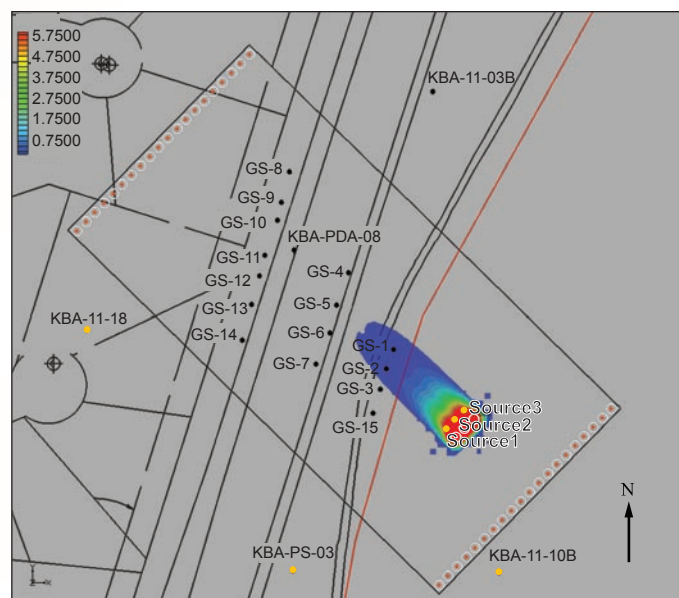 5.7500
4.7500
3.7500
2.7500
1.7500
0.7500
KBA-11-03B
GS-8
GS-9
GS-10
KBA-PDA-08
GS-11
GS-4
GS-12
GS-13
GS-5
KBA-11-18
GS-14
GS-6
GS-1
GS-7
GS-2
GS-3
Source3
GS-15
Source2
Source1
N
KBA-PS-03
KBA-11-10B